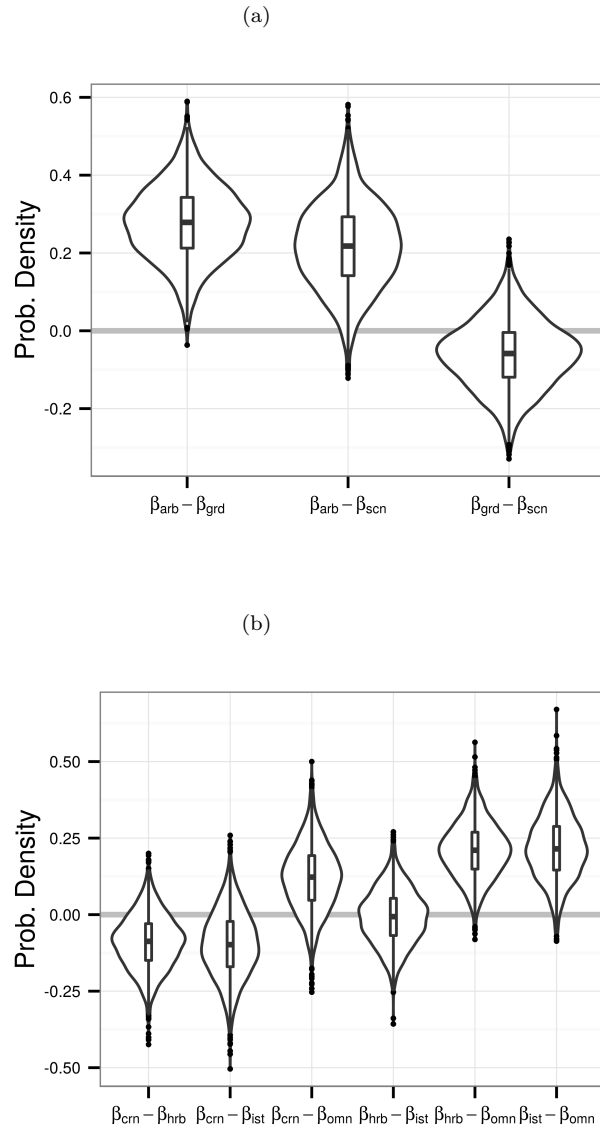 (a)
Prob. Density
0.6
0.4
0.2
0.0
-0.2
βarb − βgrd βarb − βscn βgrd − βscn
(b)
Prob. Density
0.50
0.25
0.00
-0.25
-0.50
βcrn − βhrb βcrn − βist βcrn − βomn βhrb − βist βhrb − βomn βist − βomn